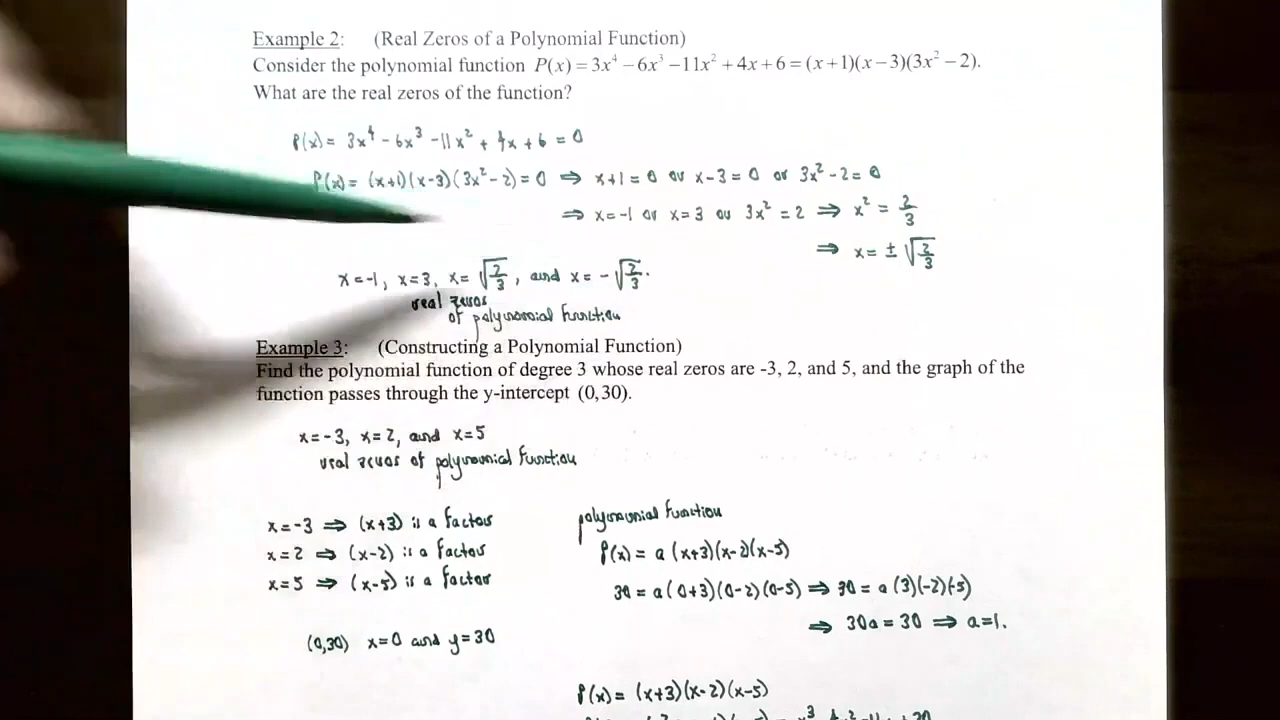 Example 2: (Real Zeros of a Polynomial Function)
Consider the polynomial function P(x) = 3x⁴ − 6x³ − 11x² + 4x + 6 = (x+1)(x−3)(3x² − 2).
What are the real zeros of the function?
P(x) = 3x⁴ − 6x³ − 11x² + 4x + 6 = 0
P(x) = (x+1)(x−3)(3x² − 2) = 0 ⇒ x+1 = 0 or x−3 = 0 or 3x² − 2 = 0
⇒ x = −1 or x = 3 or 3x² = 2 ⇒ x² = 2/3
⇒ x = ± √(2/3)
x = −1, x = 3, x = √(2/3), and x = − √(2/3).
real zeros
of polynomial function
Example 3: (Constructing a Polynomial Function)
Find the polynomial function of degree 3 whose real zeros are -3, 2, and 5, and the graph of the
function passes through the y-intercept (0,30).
x = −3, x = 2, and x = 5
real zeros of polynomial function
x = −3 ⇒ (x+3) is a factor
x = 2 ⇒ (x−2) is a factor
x = 5 ⇒ (x−5) is a factor
(0,30) x = 0 and y = 30
polynomial function
P(x) = a (x+3)(x−2)(x−5)
30 = a (0+3)(0−2)(0−5) ⇒ 30 = a (3)(−2)(−5)
⇒ 30a = 30 ⇒ a = 1.
P(x) = (x+3)(x−2)(x−5)